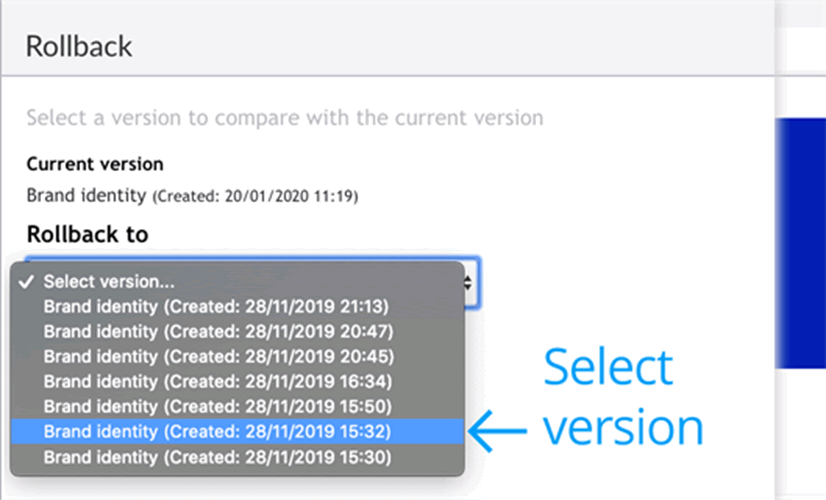 Rollback
Select a version to compare with the current version
Current version
Brand identity (Created: 20/01/2020 11:19)
Rollback to
✓ Select version...
Brand identity (Created: 28/11/2019 21:13)
Brand identity (Created: 28/11/2019 20:47)
Brand identity (Created: 28/11/2019 20:45)
Brand identity (Created: 28/11/2019 16:34)
Brand identity (Created: 28/11/2019 15:50)
Brand identity (Created: 28/11/2019 15:32)
Brand identity (Created: 28/11/2019 15:30)
Select
version